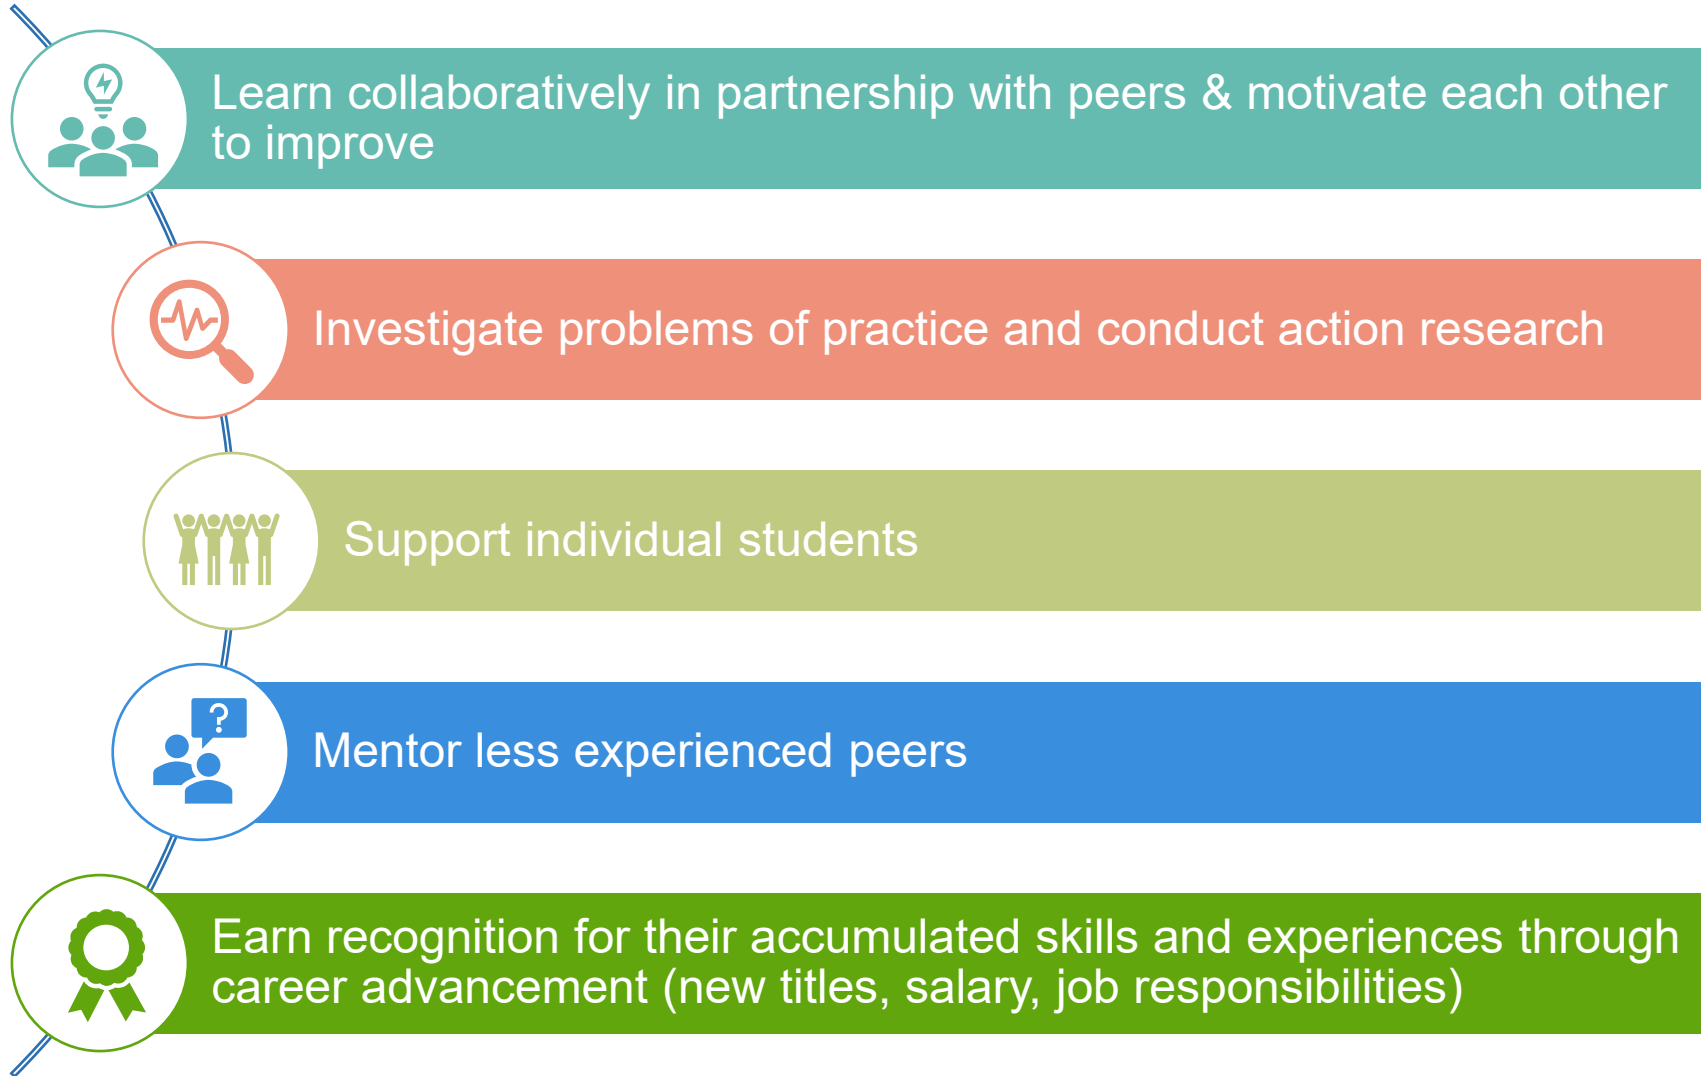 Learn collaboratively in partnership with peers & motivate each other
to improve
Investigate problems of practice and conduct action research
Support individual students
?
Mentor less experienced peers
Earn recognition for their accumulated skills and experiences through
career advancement (new titles, salary, job responsibilities)